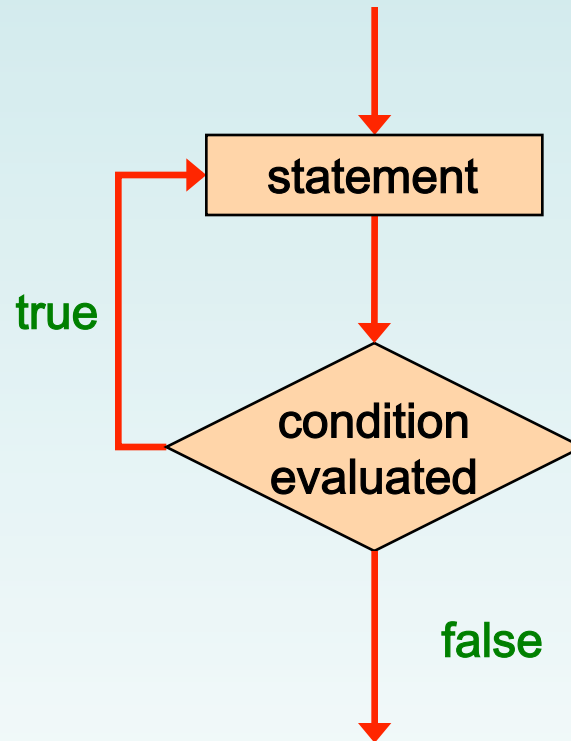 statement
true
condition
evaluated
false